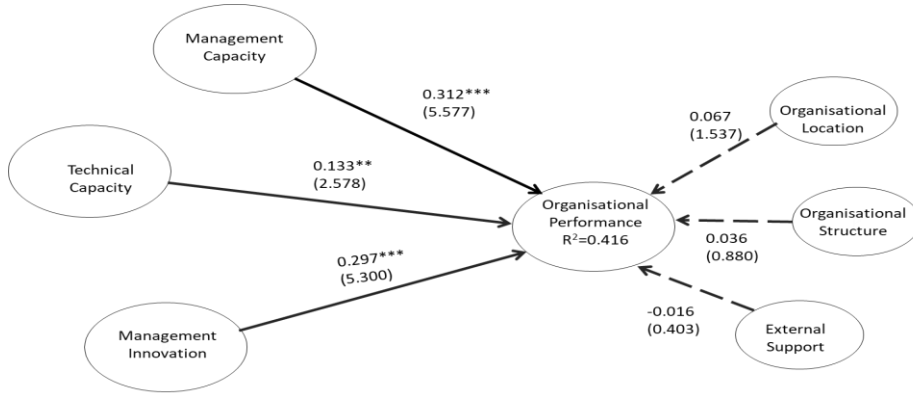 Management
Capacity
0.312***
(5.577)
Technical
Capacity
0.133**
(2.578)
Management
Innovation
0.297***
(5.300)
Organisational
Performance
R²=0.416
Organisational
Location
0.067
(1.537)
Organisational
Structure
0.036
(0.880)
External
Support
-0.016
(0.403)